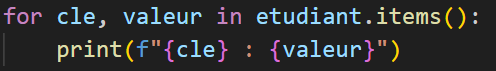 for cle, valeur in etudiant.items():
    print(f"{cle} : {valeur}")